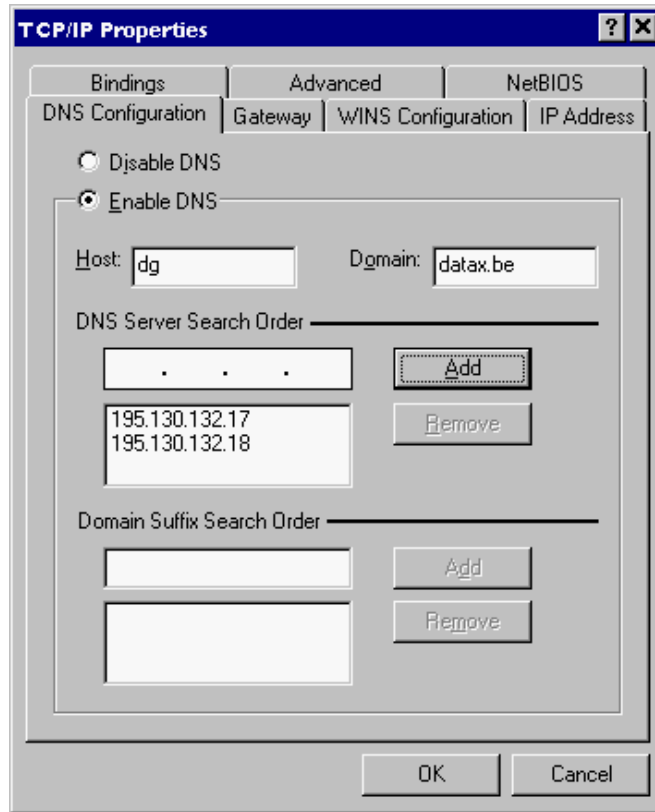 TCP/IP Properties
Bindings Advanced NetBIOS
DNS Configuration Gateway WINS Configuration IP Address
Disable DNS
Enable DNS
Host: dg Domain: datax.be
DNS Server Search Order
. . . Add
195.130.132.17 Remove
195.130.132.18
Domain Suffix Search Order
Add
Remove
OK Cancel